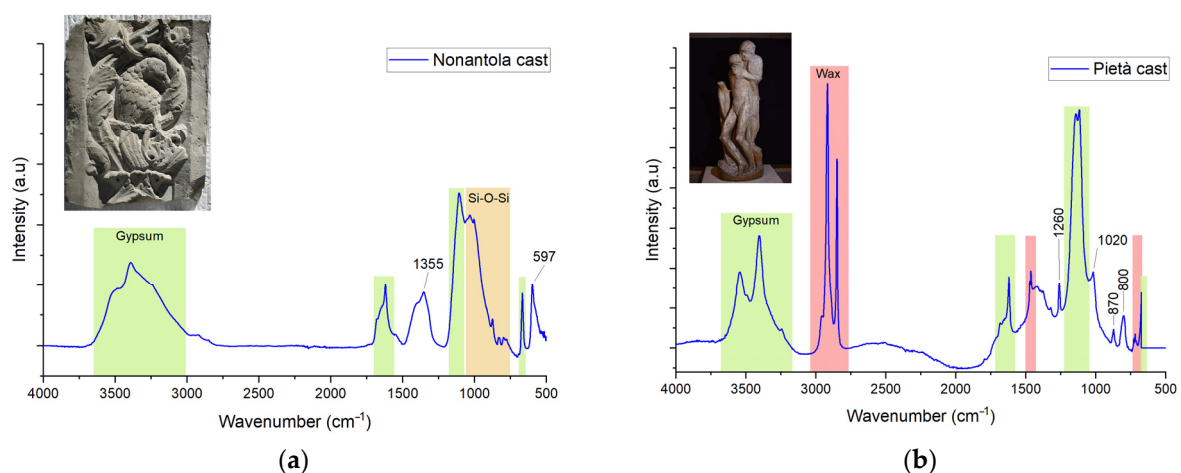 Nonantola cast
Gypsum
Si-O-Si
1355
597
Intensity (a.u)
4000 3500 3000 2500 2000 1500 1000 500
Wavenumber (cm⁻¹)
(a)
Pietà cast
Wax
Gypsum
1260
1020
870
800
Intensity (a.u)
4000 3500 3000 2500 2000 1500 1000 500
Wavenumber (cm⁻¹)
(b)